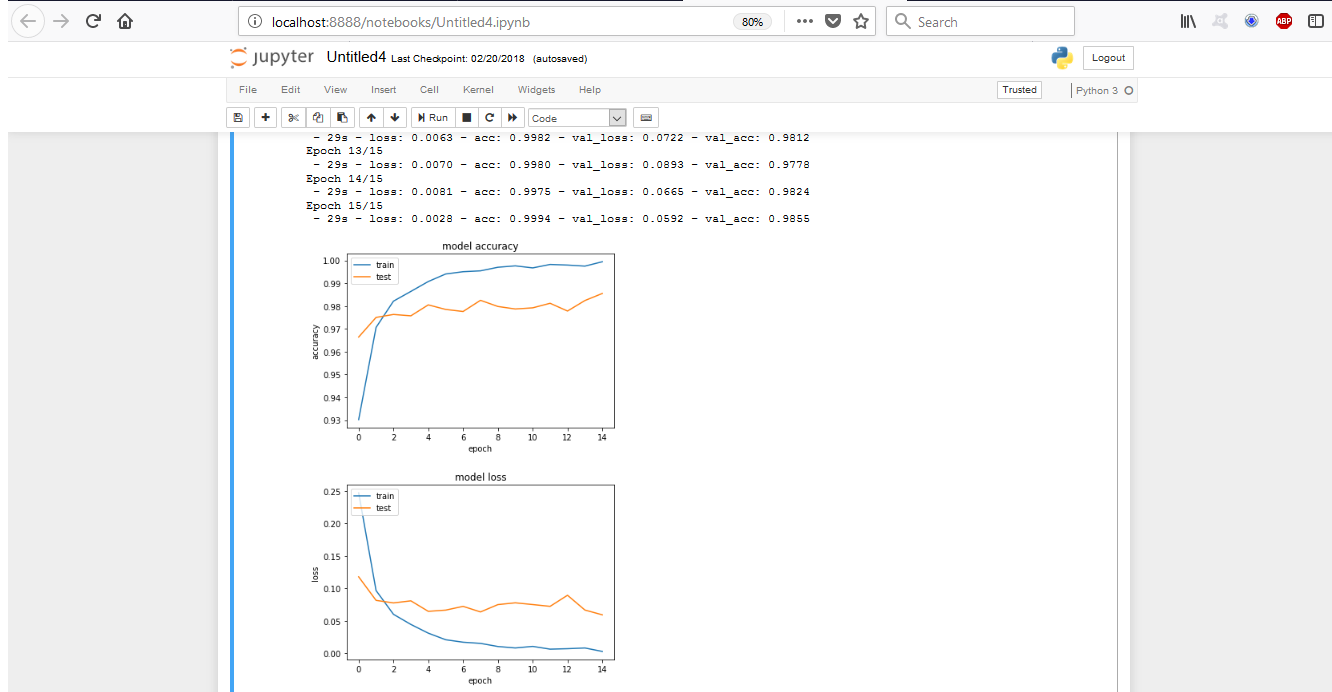 localhost:8888/notebooks/Untitled4.ipynb
80%
Search
ABP
jupyter Untitled4 Last Checkpoint: 02/20/2018 (autosaved)
Logout
File Edit View Insert Cell Kernel Widgets Help
Trusted
Python 3
Run
Code
- 29s - loss: 0.0063 - acc: 0.9982 - val_loss: 0.0722 - val_acc: 0.9812
Epoch 13/15
- 29s - loss: 0.0070 - acc: 0.9980 - val_loss: 0.0893 - val_acc: 0.9778
Epoch 14/15
- 29s - loss: 0.0081 - acc: 0.9975 - val_loss: 0.0665 - val_acc: 0.9824
Epoch 15/15
- 29s - loss: 0.0028 - acc: 0.9994 - val_loss: 0.0592 - val_acc: 0.9855
model accuracy
train
test
1.00
0.99
0.98
0.97
0.96
0.95
0.94
0.93
accuracy
0 2 4 6 8 10 12 14
epoch
model loss
train
test
0.25
0.20
0.15
0.10
0.05
0.00
loss
0 2 4 6 8 10 12 14
epoch